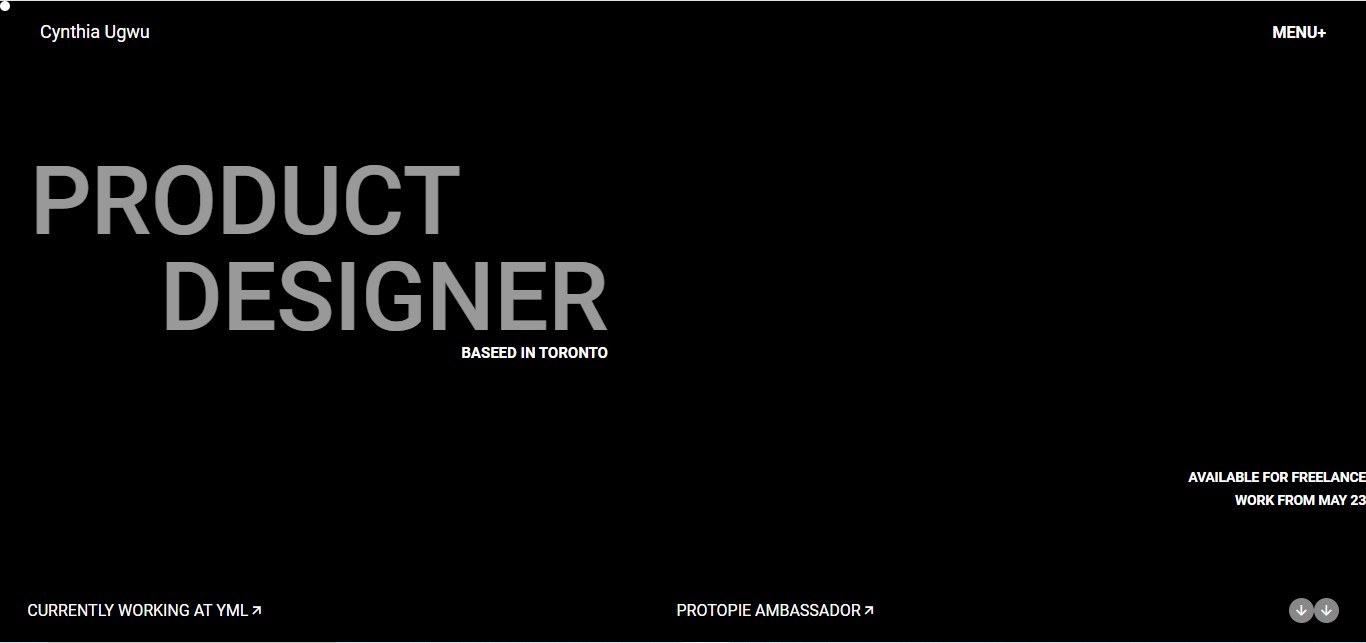 Cynthia Ugwu
MENU+
PRODUCT
DESIGNER
BASEED IN TORONTO
AVAILABLE FOR FREELANCE
WORK FROM MAY 23
CURRENTLY WORKING AT YML
PROTOPIE AMBASSADOR